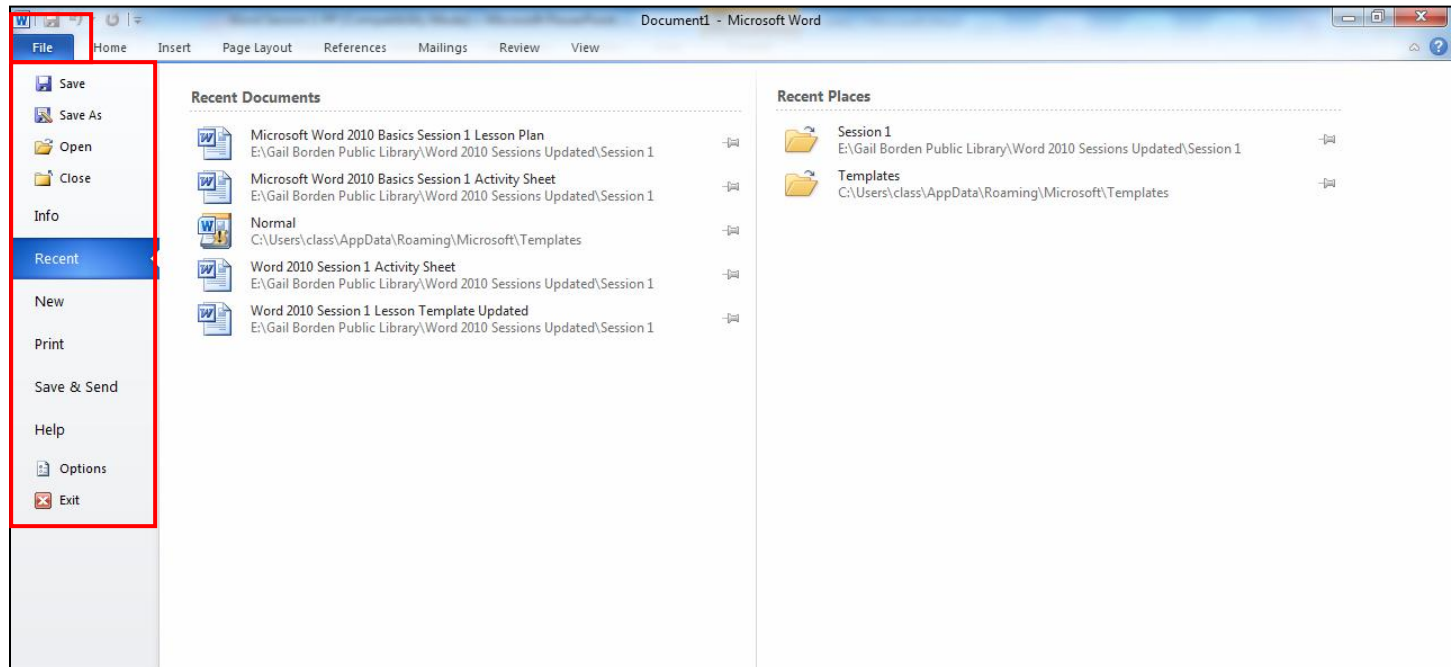 Document1 - Microsoft Word
File Home Insert Page Layout References Mailings Review View
Save
Save As
Open
Close
Info
Recent
New
Print
Save & Send
Help
Options
Exit
Recent Documents
Microsoft Word 2010 Basics Session 1 Lesson Plan
E:\Gail Borden Public Library\Word 2010 Sessions Updated\Session 1
Microsoft Word 2010 Basics Session 1 Activity Sheet
E:\Gail Borden Public Library\Word 2010 Sessions Updated\Session 1
Normal
C:\Users\class\AppData\Roaming\Microsoft\Templates
Word 2010 Session 1 Activity Sheet
E:\Gail Borden Public Library\Word 2010 Sessions Updated\Session 1
Word 2010 Session 1 Lesson Template Updated
E:\Gail Borden Public Library\Word 2010 Sessions Updated\Session 1
Recent Places
Session 1
E:\Gail Borden Public Library\Word 2010 Sessions Updated\Session 1
Templates
C:\Users\class\AppData\Roaming\Microsoft\Templates